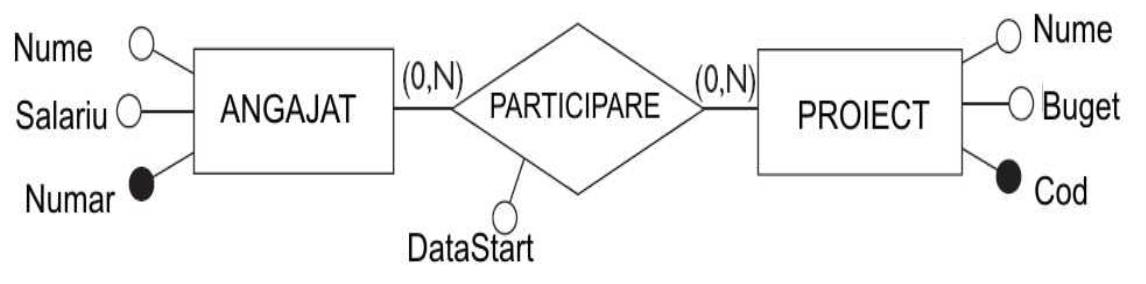 Nume
Salariu
Numar
ANGAJAT
(0,N)
PARTICIPARE
DataStart
(0,N)
PROIECT
Nume
Buget
Cod